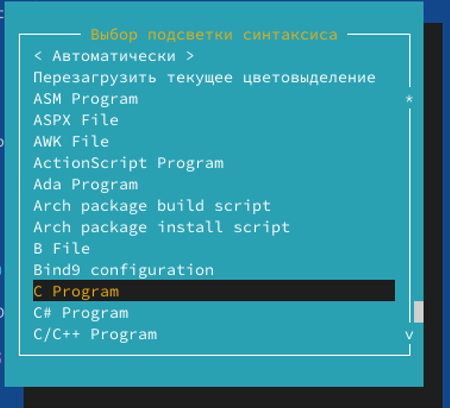 Выбор подсветки синтаксиса
< Автоматически >
Перезагрузить текущее цветовыделение
ASM Program
ASPX File
AWK File
ActionScript Program
Ada Program
Arch package build script
Arch package install script
B File
Bind9 configuration
C Program
C# Program
C/C++ Program